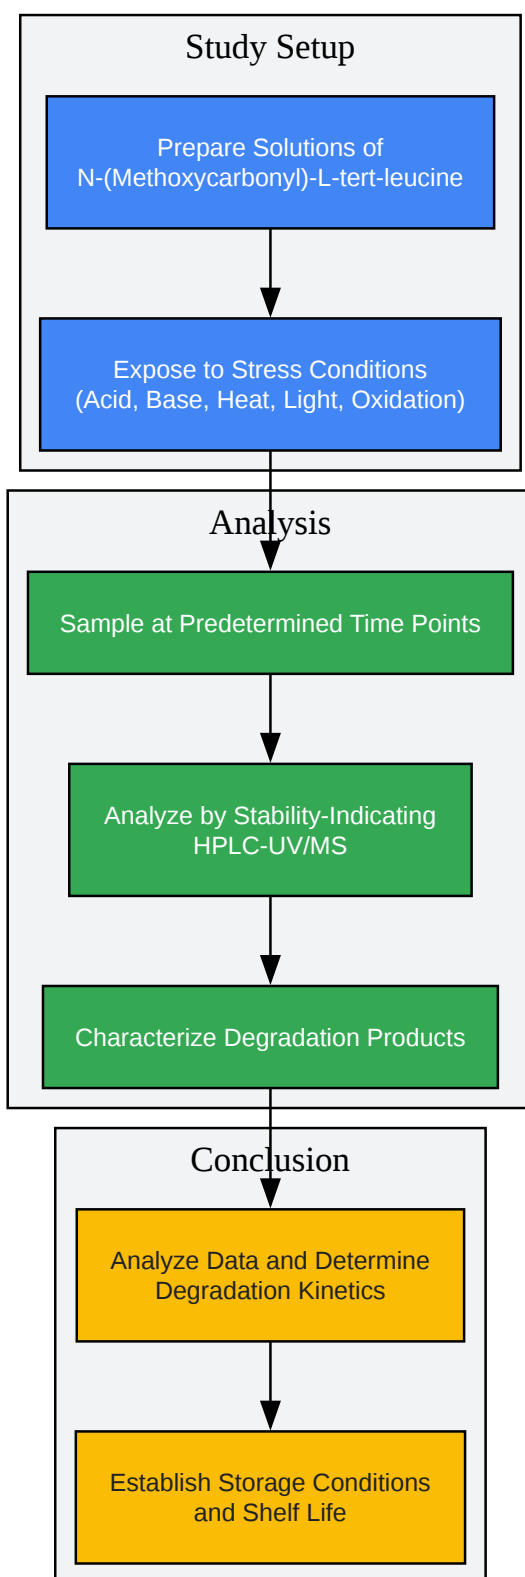 Study Setup
Prepare Solutions of
N-(Methoxycarbonyl)-L-tert-leucine
Expose to Stress Conditions
(Acid, Base, Heat, Light, Oxidation)
Analysis
Sample at Predetermined Time Points
Analyze by Stability-Indicating
HPLC-UV/MS
Characterize Degradation Products
Conclusion
Analyze Data and Determine
Degradation Kinetics
Establish Storage Conditions
and Shelf Life